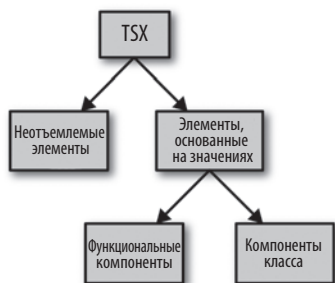 TSX
Неотъемлемые
элементы
Элементы,
основанные
на значениях
Функциональные
компоненты
Компоненты
класса